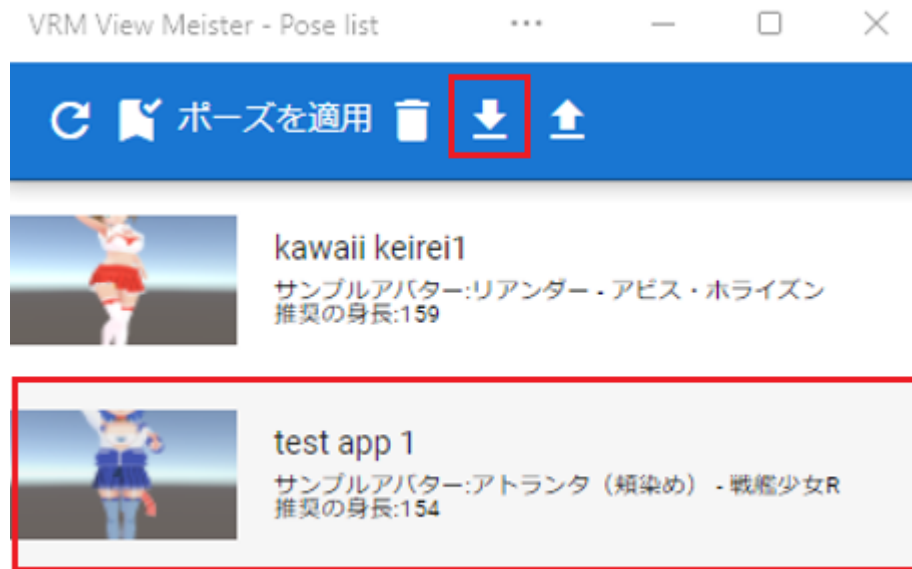 VRM View Meister - Pose list
ポーズを適用
kawaii keirei1
サンプルアバター:リアンダー - アビス・ホライズン
推奨の身長:159
test app 1
サンプルアバター:アトランタ（頬染め） - 戦艦少女R
推奨の身長:154